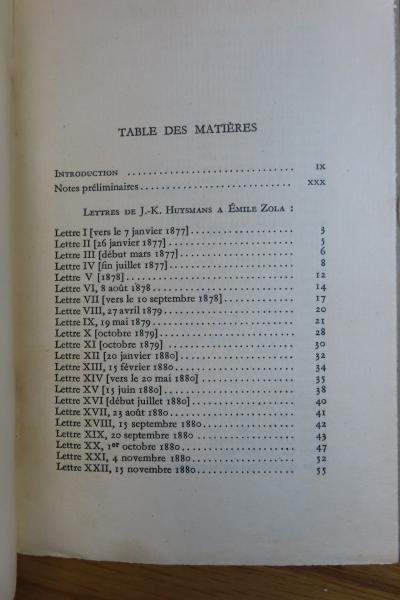 TABLE DES MATIÈRES
INTRODUCTION ................................ IX
Notes préliminaires ............................ XXX
LETTRES DE J.-K. HUYSMANS A ÉMILE ZOLA :
Lettre I [vers le 7 janvier 1877] .................... 3
Lettre II [26 janvier 1877] ........................ 5
Lettre III [début mars 1877] ...................... 6
Lettre IV [fin juillet 1877] ........................ 8
Lettre V [1878] ................................ 12
Lettre VI, 8 août 1878 ........................... 14
Lettre VII [vers le 10 septembre 1878] .............. 17
Lettre VIII, 27 avril 1879 ........................ 20
Lettre IX, 19 mai 1879 ........................... 21
Lettre X [octobre 1879] .......................... 28
Lettre XI [octobre 1879] ......................... 30
Lettre XII [20 janvier 1880] ...................... 32
Lettre XIII, 15 février 1880 ...................... 34
Lettre XIV [vers le 20 mai 1880] .................. 35
Lettre XV [15 juin 1880] ......................... 38
Lettre XVI [début juillet 1880] .................... 40
Lettre XVII, 23 août 1880 ........................ 41
Lettre XVIII, 15 septembre 1880 .................. 42
Lettre XIX, 20 septembre 1880 .................... 43
Lettre XX, 1er octobre 1880 ...................... 47
Lettre XXI, 4 novembre 1880 ..................... 52
Lettre XXII, 15 novembre 1880 ................... 55